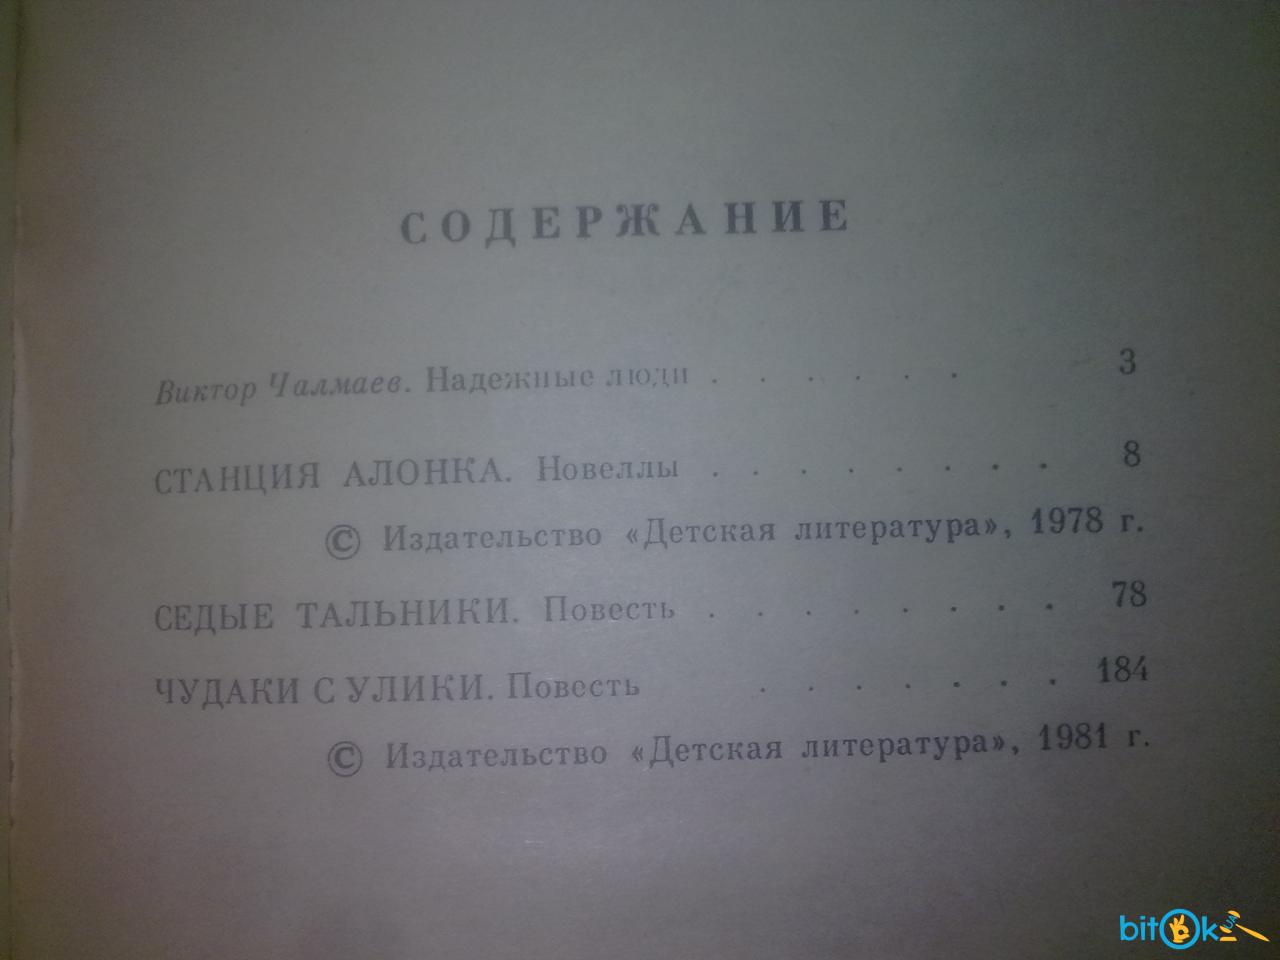 СОДЕРЖАНИЕ
Виктор Чалмаев. Надежные люди . . . . . . 3
СТАНЦИЯ АЛОНКА. Новеллы . . . . . . . . 8
© Издательство «Детская литература», 1978 г.
СЕДЫЕ ТАЛЬНИКИ. Повесть . . . . . . . . 78
ЧУДАКИ С УЛИКИ. Повесть . . . . . . . 184
© Издательство «Детская литература», 1981 г.
bitOk.UA